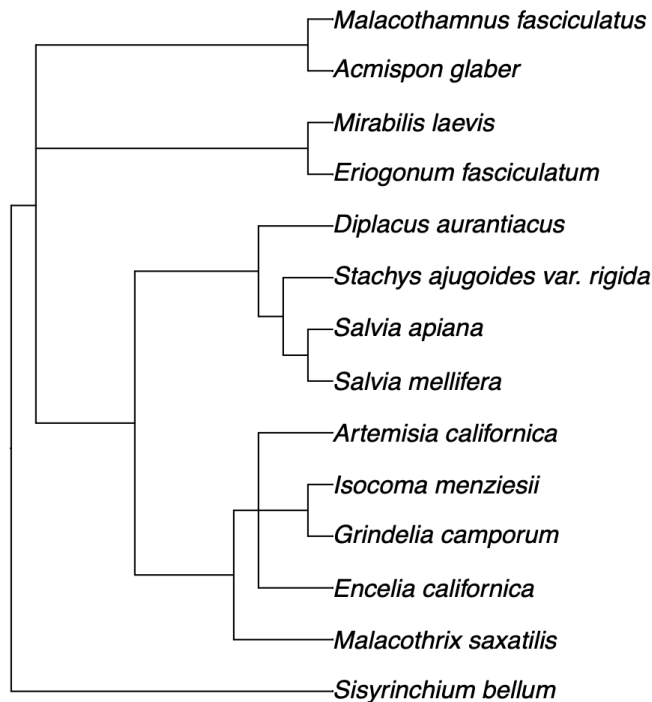 Malacothamnus fasciculatus
Acmispon glaber
Mirabilis laevis
Eriogonum fasciculatum
Diplacus aurantiacus
Stachys ajugoides var. rigida
Salvia apiana
Salvia mellifera
Artemisia californica
Isocoma menziesii
Grindelia camporum
Encelia californica
Malacothrix saxatilis
Sisyrinchium bellum